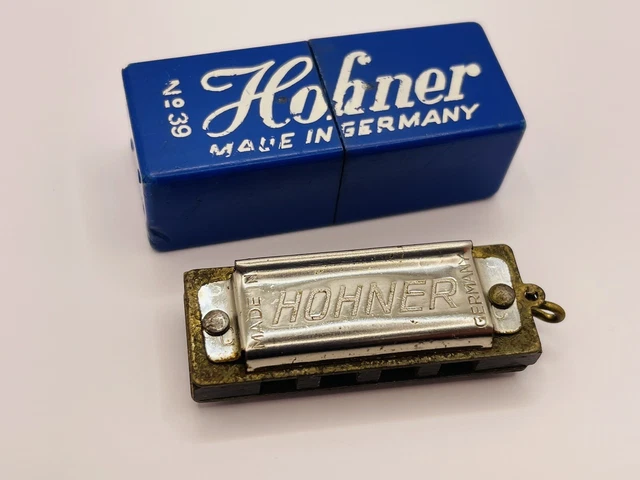 Nº 39
Hohner
MADE IN GERMANY
MADE IN
HOHNER
GERMANY